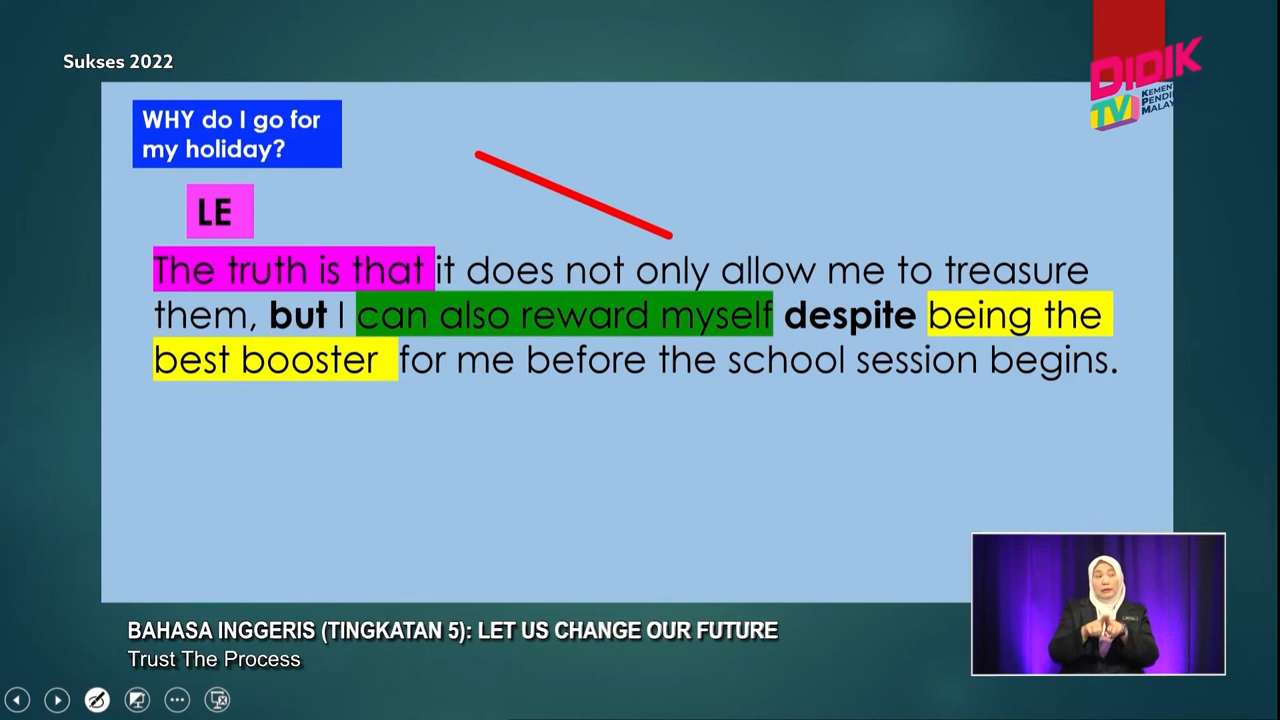 Sukses 2022
DIDIK
TV
WHY do I go for
my holiday?
LE
The truth is that it does not only allow me to treasure
them, but I can also reward myself despite being the
best booster for me before the school session begins.
BAHASA INGGERIS (TINGKATAN 5): LET US CHANGE OUR FUTURE
Trust The Process